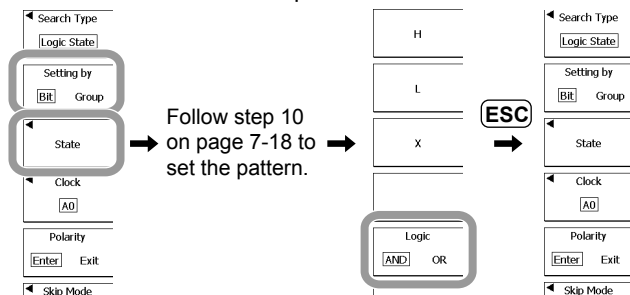 Search Type
Logic State
Setting by
Bit Group
State
Clock
A0
Polarity
Enter Exit
Skip Mode
Follow step 10
on page 7-18 to
set the pattern.
H
L
X
Logic
AND OR
ESC
Search Type
Logic State
Setting by
Bit Group
State
Clock
A0
Polarity
Enter Exit
Skip Mode